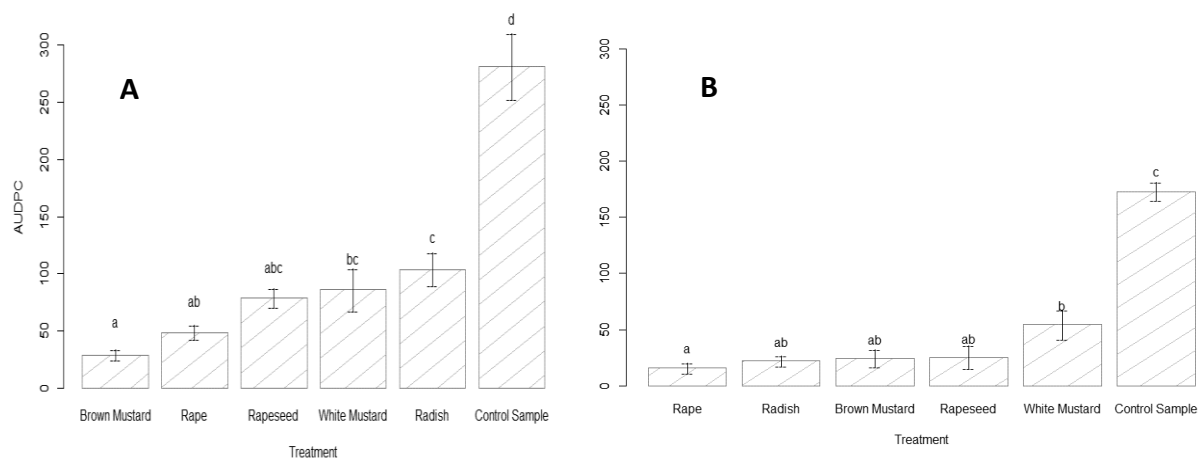 A
AUDPC
300
250
200
150
100
50
0
a
ab
abc
bc
c
d
Brown Mustard Rape Rapeseed White Mustard Radish Control Sample
Treatment
B
300
250
200
150
100
50
0
a
ab
ab
ab
b
c
Rape Radish Brown Mustard Rapeseed White Mustard Control Sample
Treatment